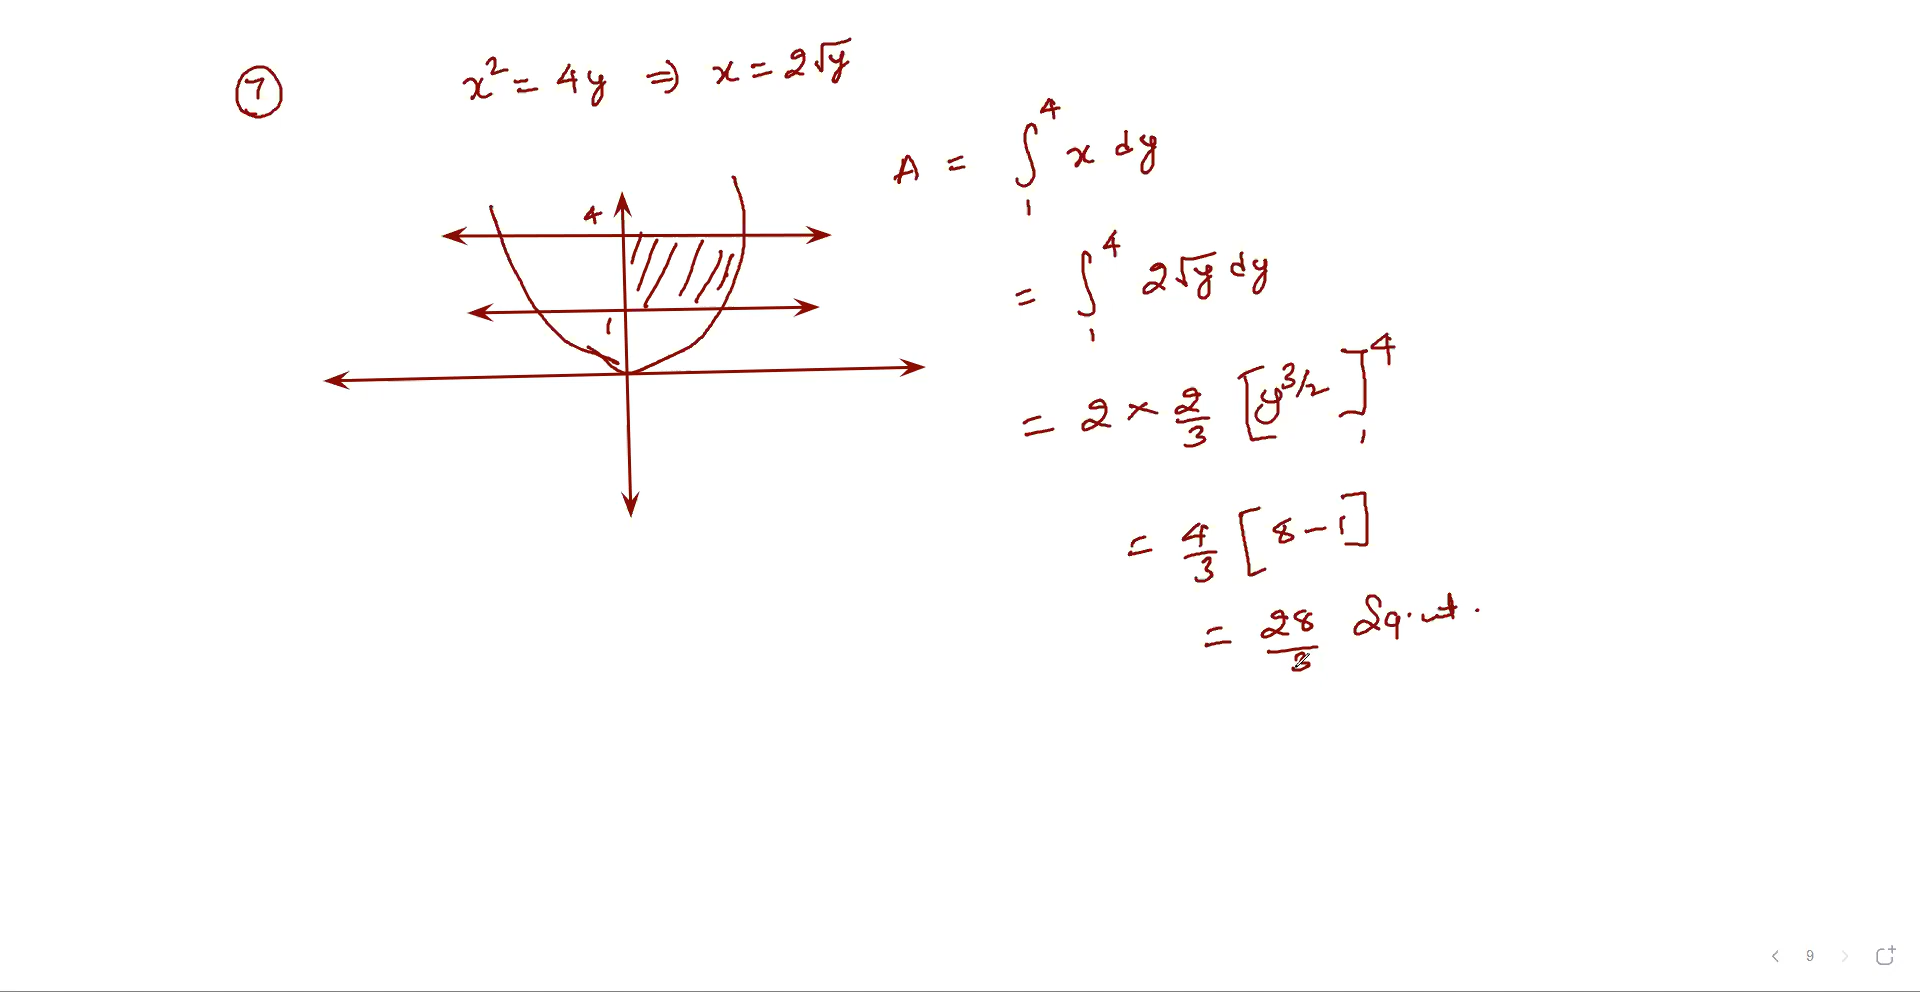 ⑦ x² = 4y ⇒ x = 2√y
A = ∫₁⁴ x dy
= ∫₁⁴ 2√y dy
= 2 × 2/3 [y^3/2]₁⁴
= 4/3 [8 - 1]
= 28/3 Sq. unt.
4
1
9